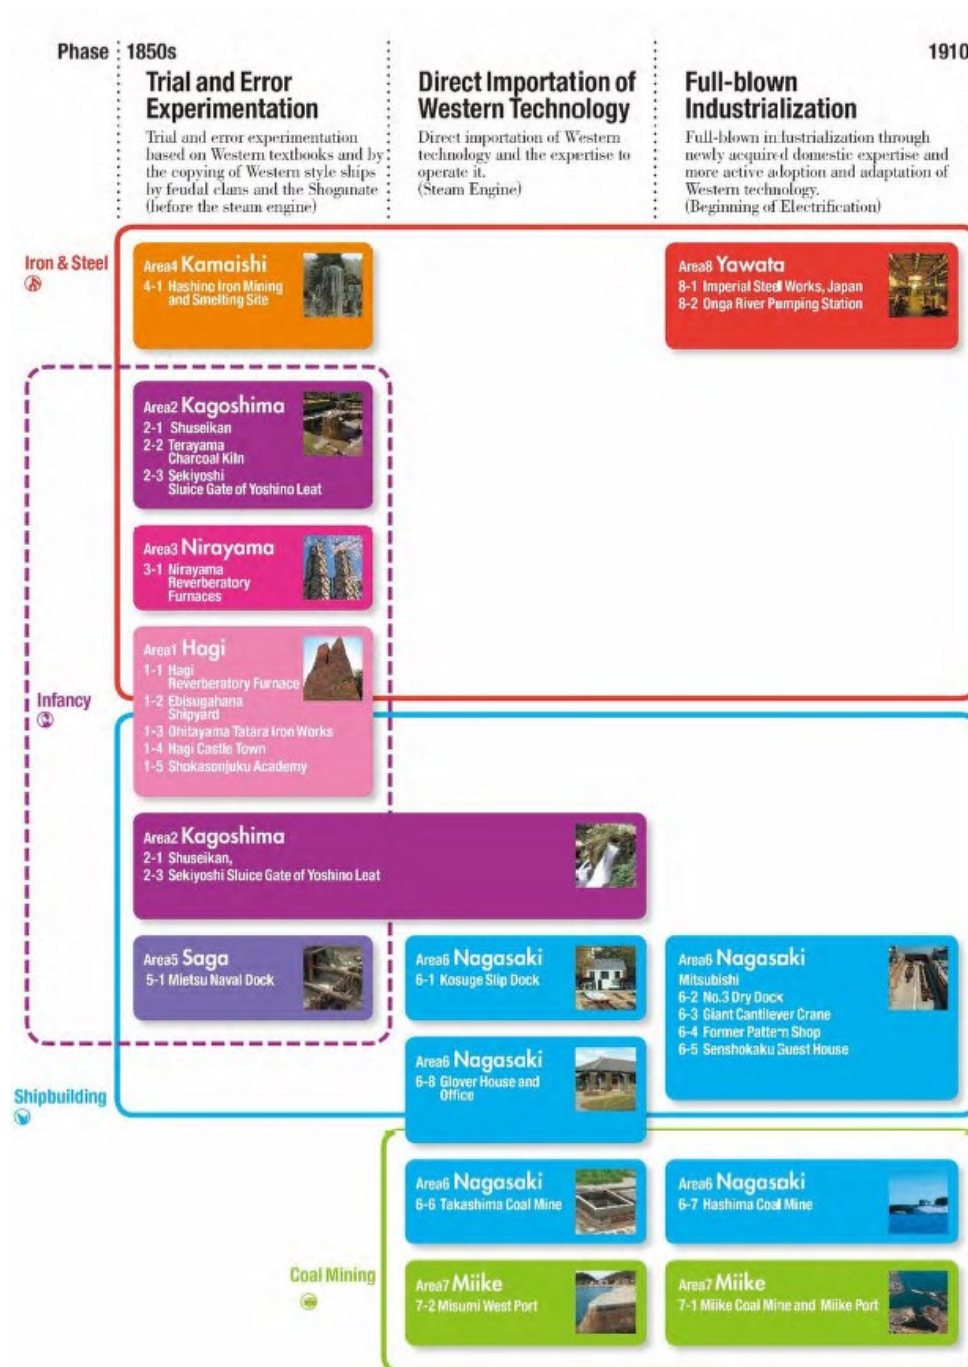 Phase
1850s
1910
Trial and Error
Experimentation
Trial and error experimentation
based on Western textbooks and by
the copying of Western style ships
by feudal clans and the Shogunate
(before the steam engine)
Direct Importation of
Western Technology
Direct importation of Western
technology and the expertise to
operate it.
(Steam Engine)
Full-blown
Industrialization
Full-blown industrialization through
newly acquired domestic expertise and
more active adoption and adaptation of
Western technology.
(Beginning of Electrification)
Iron & Steel
Area4 Kamaishi
4-1 Hashino Iron Mining
and Smelting Site
Area8 Yawata
8-1 Imperial Steel Works, Japan
8-2 Onga River Pumping Station
Infancy
Area2 Kagoshima
2-1 Shuseikan
2-2 Terayama
Charcoal Kiln
2-3 Sekiyoshi
Sluice Gate of Yoshino Leat
Area3 Nirayama
3-1 Nirayama
Reverberatory
Furnaces
Area1 Hagi
1-1 Hagi
Reverberatory Furnace
1-2 Ebisugahana
Shipyard
1-3 Ohitayama Tatara Iron Works
1-4 Hagi Castle Town
1-5 Shokasonjuku Academy
Area2 Kagoshima
2-1 Shuseikan,
2-3 Sekiyoshi Sluice Gate of Yoshino Leat
Area5 Saga
5-1 Mietsu Naval Dock
Area6 Nagasaki
6-1 Kosuge Slip Dock
Area6 Nagasaki
Mitsubishi
6-2 No.3 Dry Dock
6-3 Giant Cantilever Crane
6-4 Former Pattern Shop
6-5 Senshokaku Guest House
Area6 Nagasaki
6-8 Glover House and
Office
Shipbuilding
Area6 Nagasaki
6-6 Takashima Coal Mine
Area6 Nagasaki
6-7 Hashima Coal Mine
Coal Mining
Area7 Miike
7-2 Misumi West Port
Area7 Miike
7-1 Miike Coal Mine and Miike Port